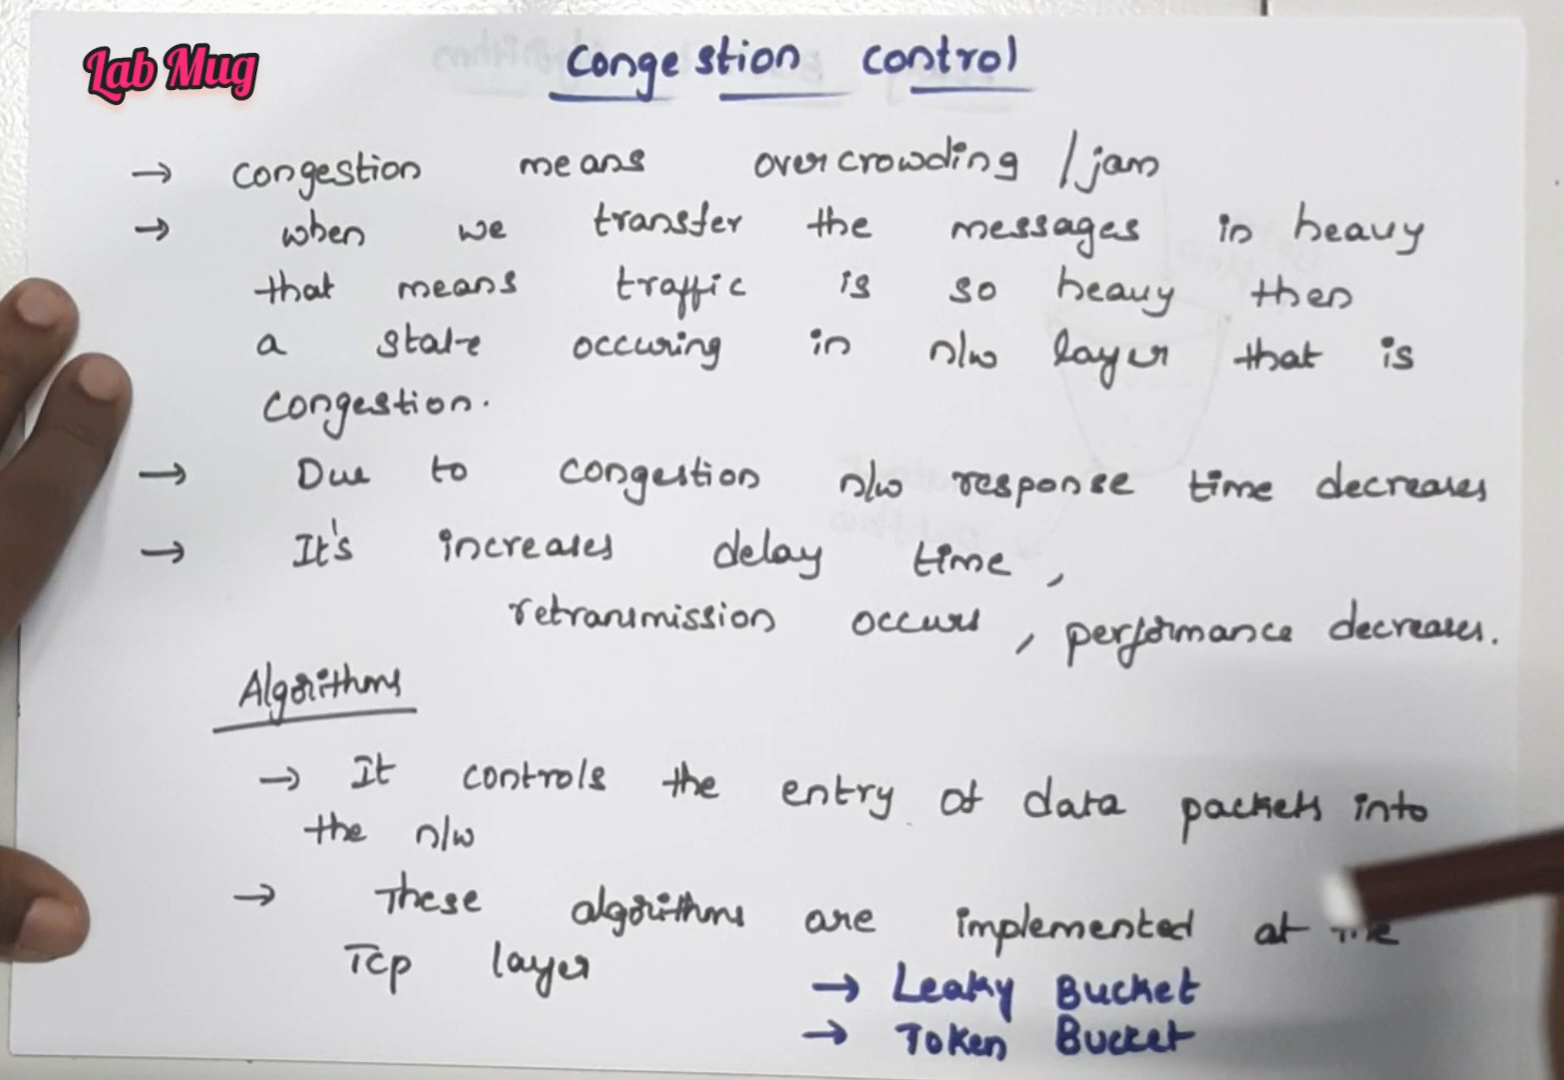 Lab Mug
Congestion control
→ congestion means overcrowding / jam
→ when we transfer the messages in heavy
that means traffic is so heavy then
a state occuring in n/w layer that is
congestion.
→ Due to congestion n/w response time decreases
→ It's increases delay time,
retransmission occurs, performance decreases.
Algorithms
→ It controls the entry of data packets into
the n/w
→ These algorithms are implemented at the
Tcp layer
→ Leaky Bucket
→ Token Bucket